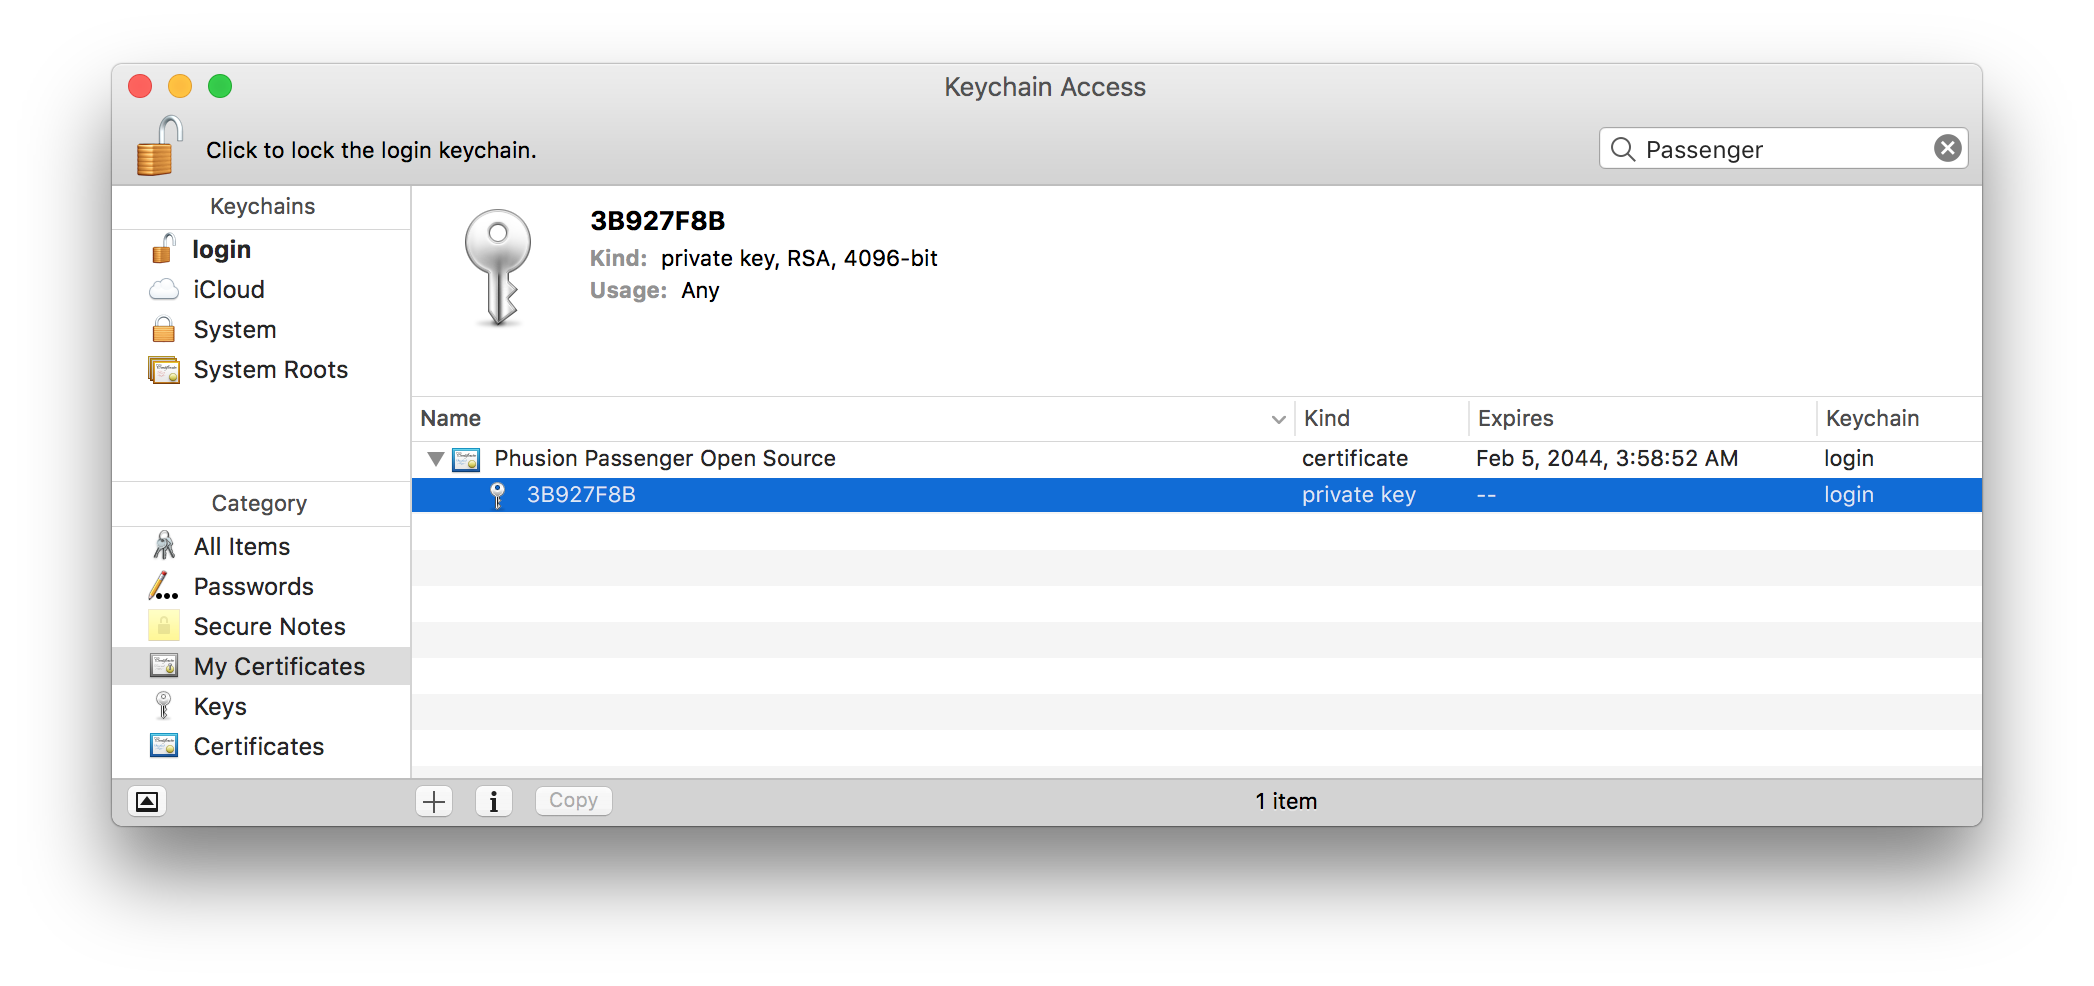 Keychain Access
Click to lock the login keychain.
Passenger
Keychains
login
iCloud
System
System Roots
Category
All Items
Passwords
Secure Notes
My Certificates
Keys
Certificates
3B927F8B
Kind: private key, RSA, 4096-bit
Usage: Any
Name Kind Expires Keychain
Phusion Passenger Open Source certificate Feb 5, 2044, 3:58:52 AM login
3B927F8B private key -- login
Copy
1 item